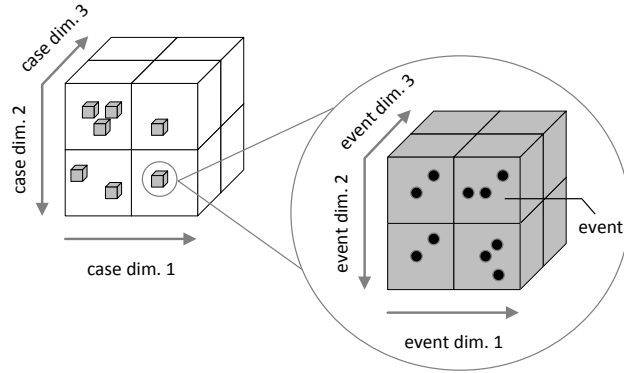 case dim. 3
case dim. 2
case dim. 1
event dim. 3
event dim. 2
event
event dim. 1